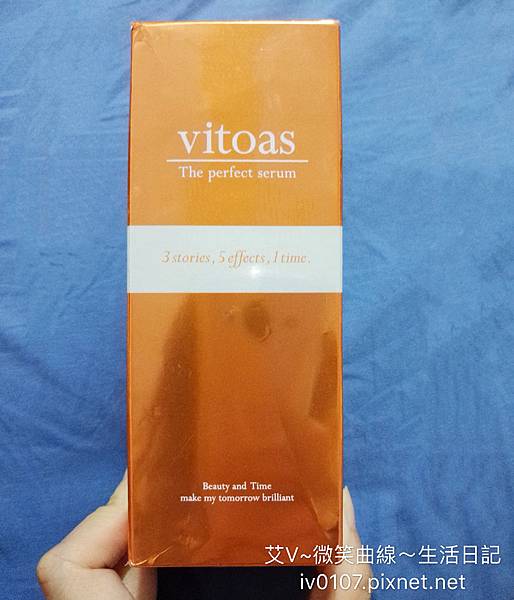 vitoas
The perfect serum
3 stories, 5 effects, 1 time.
Beauty and Time
make my tomorrow brilliant
艾V~微笑曲線～生活日記
iv0107.pixnet.net